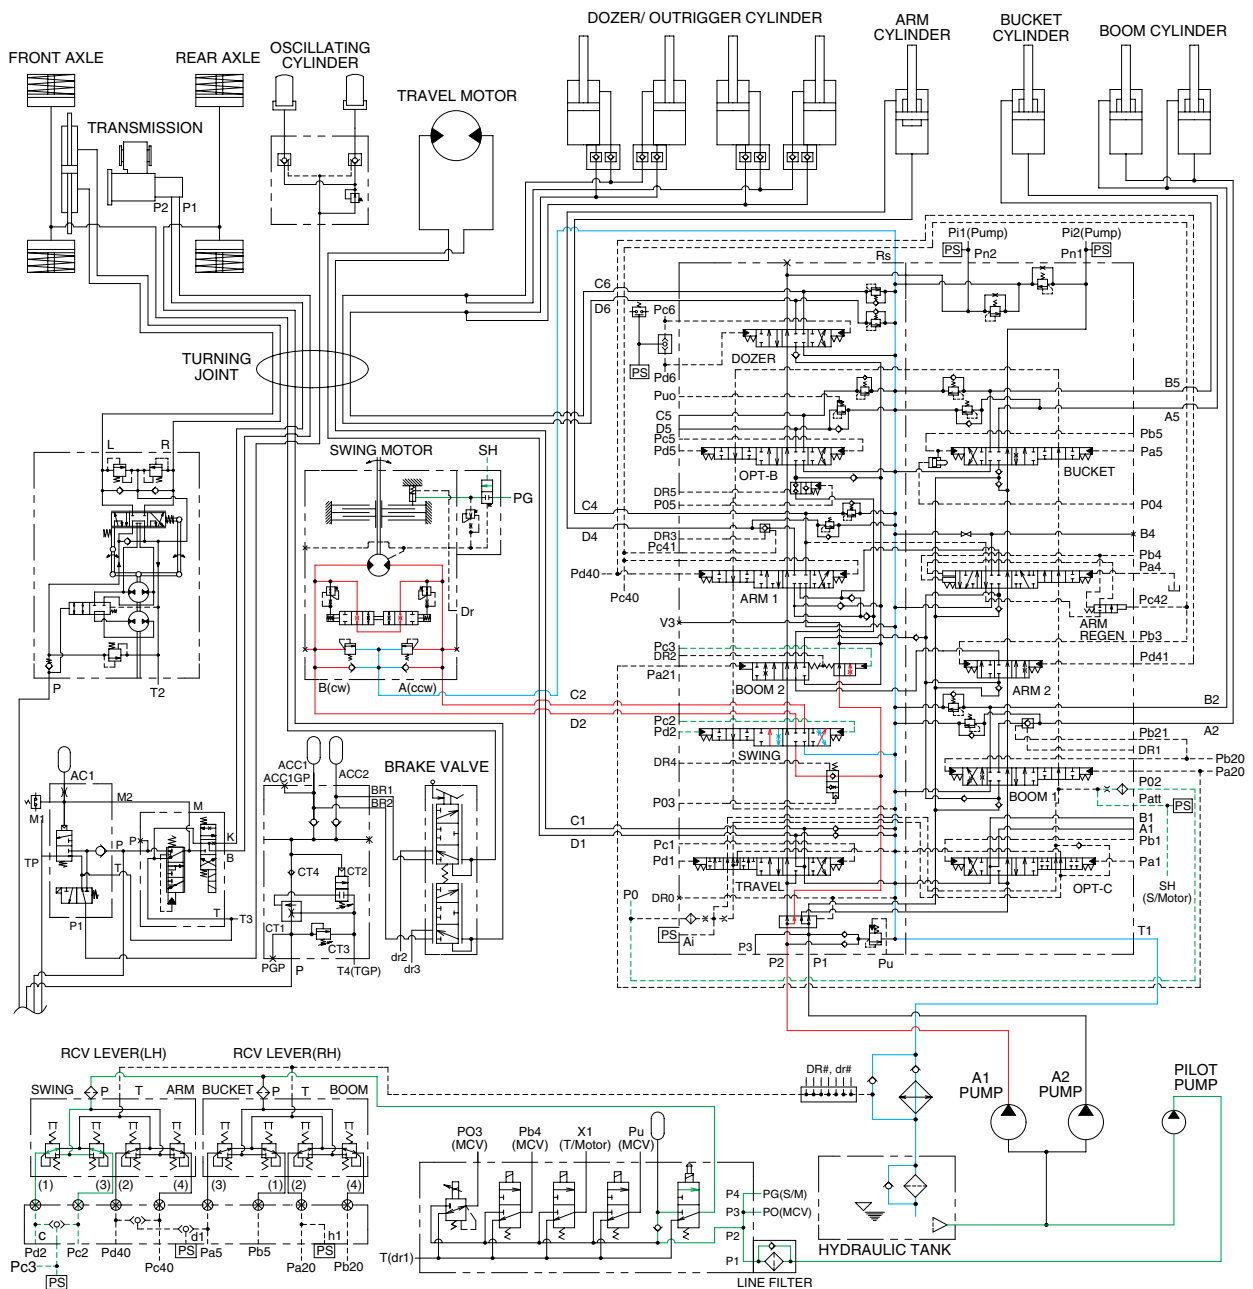 DOZER/ OUTRIGGER CYLINDER
ARM
CYLINDER
BUCKET
CYLINDER
BOOM CYLINDER
FRONT AXLE
REAR AXLE
OSCILLATING
CYLINDER
TRAVEL MOTOR
TRANSMISSION
P2
P1
TURNING
JOINT
Pi1(Pump)
Pi2(Pump)
PS
PS
Pn2
Pn1
Rs
C6
D6
Pc6
DOZER
PS
Pd6
Puo
C5
D5
Pc5
Pd5
OPT-B
B5
A5
Pb5
Pa5
BUCKET
L
R
SWING MOTOR
SH
PG
DR5
P05
C4
D4
DR3
Pc41
Pd40
Pc40
ARM 1
P04
B4
Pb4
Pa4
Pc42
ARM
REGEN
Dr
V3
Pc3
DR2
Pa21
BOOM 2
Pb3
Pd41
ARM 2
P
T2
B(cw)
A(ccw)
C2
D2
Pc2
Pd2
SWING
DR4
P03
B2
A2
Pb21
DR1
Pb20
Pa20
BOOM 1
P02
Patt
PS
AC1
M2
M1
M
P
K
B
TP
P
T
P1
T
T3
ACC1
ACC1GP
ACC2
BR1
BR2
BRAKE VALVE
CT4
CT2
CT1
CT3
PGP
P
T4(TGP)
dr2
dr3
C1
D1
Pc1
Pd1
TRAVEL
B1
A1
Pb1
Pa1
OPT-C
SH
(S/Motor)
P0
DR0
PS
Ai
P3
P2
P1
Pu
T1
RCV LEVER(LH)
RCV LEVER(RH)
SWING
P
T
ARM
BUCKET
P
T
BOOM
(1)
(3)
(2)
(4)
(3)
(1)
(2)
(4)
C
d1
h1
Pd2
Pc2
Pd40
PS
Pa5
Pb5
PS
Pc3
Pc40
Pa20
Pb20
PS
DR#, dr#
A1
PUMP
A2
PUMP
PILOT
PUMP
PO3
(MCV)
Pb4
(MCV)
X1
(T/Motor)
Pu
(MCV)
P4
PG(S/M)
P3
PO(MCV)
P2
P1
T(dr1)
LINE FILTER
HYDRAULIC TANK